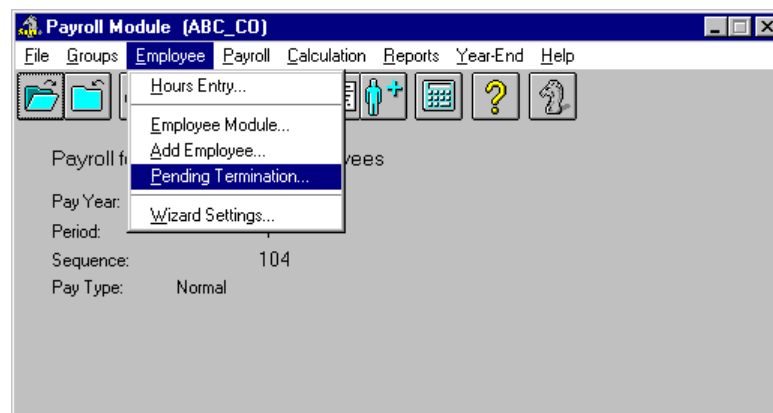 Payroll Module (ABC_CO)
File Groups Employee Payroll Calculation Reports Year-End Help
Hours Entry...
Employee Module...
Add Employee...
Pending Termination...
Wizard Settings...
Payroll
Pay Year:
Period:
Sequence: 104
Pay Type: Normal